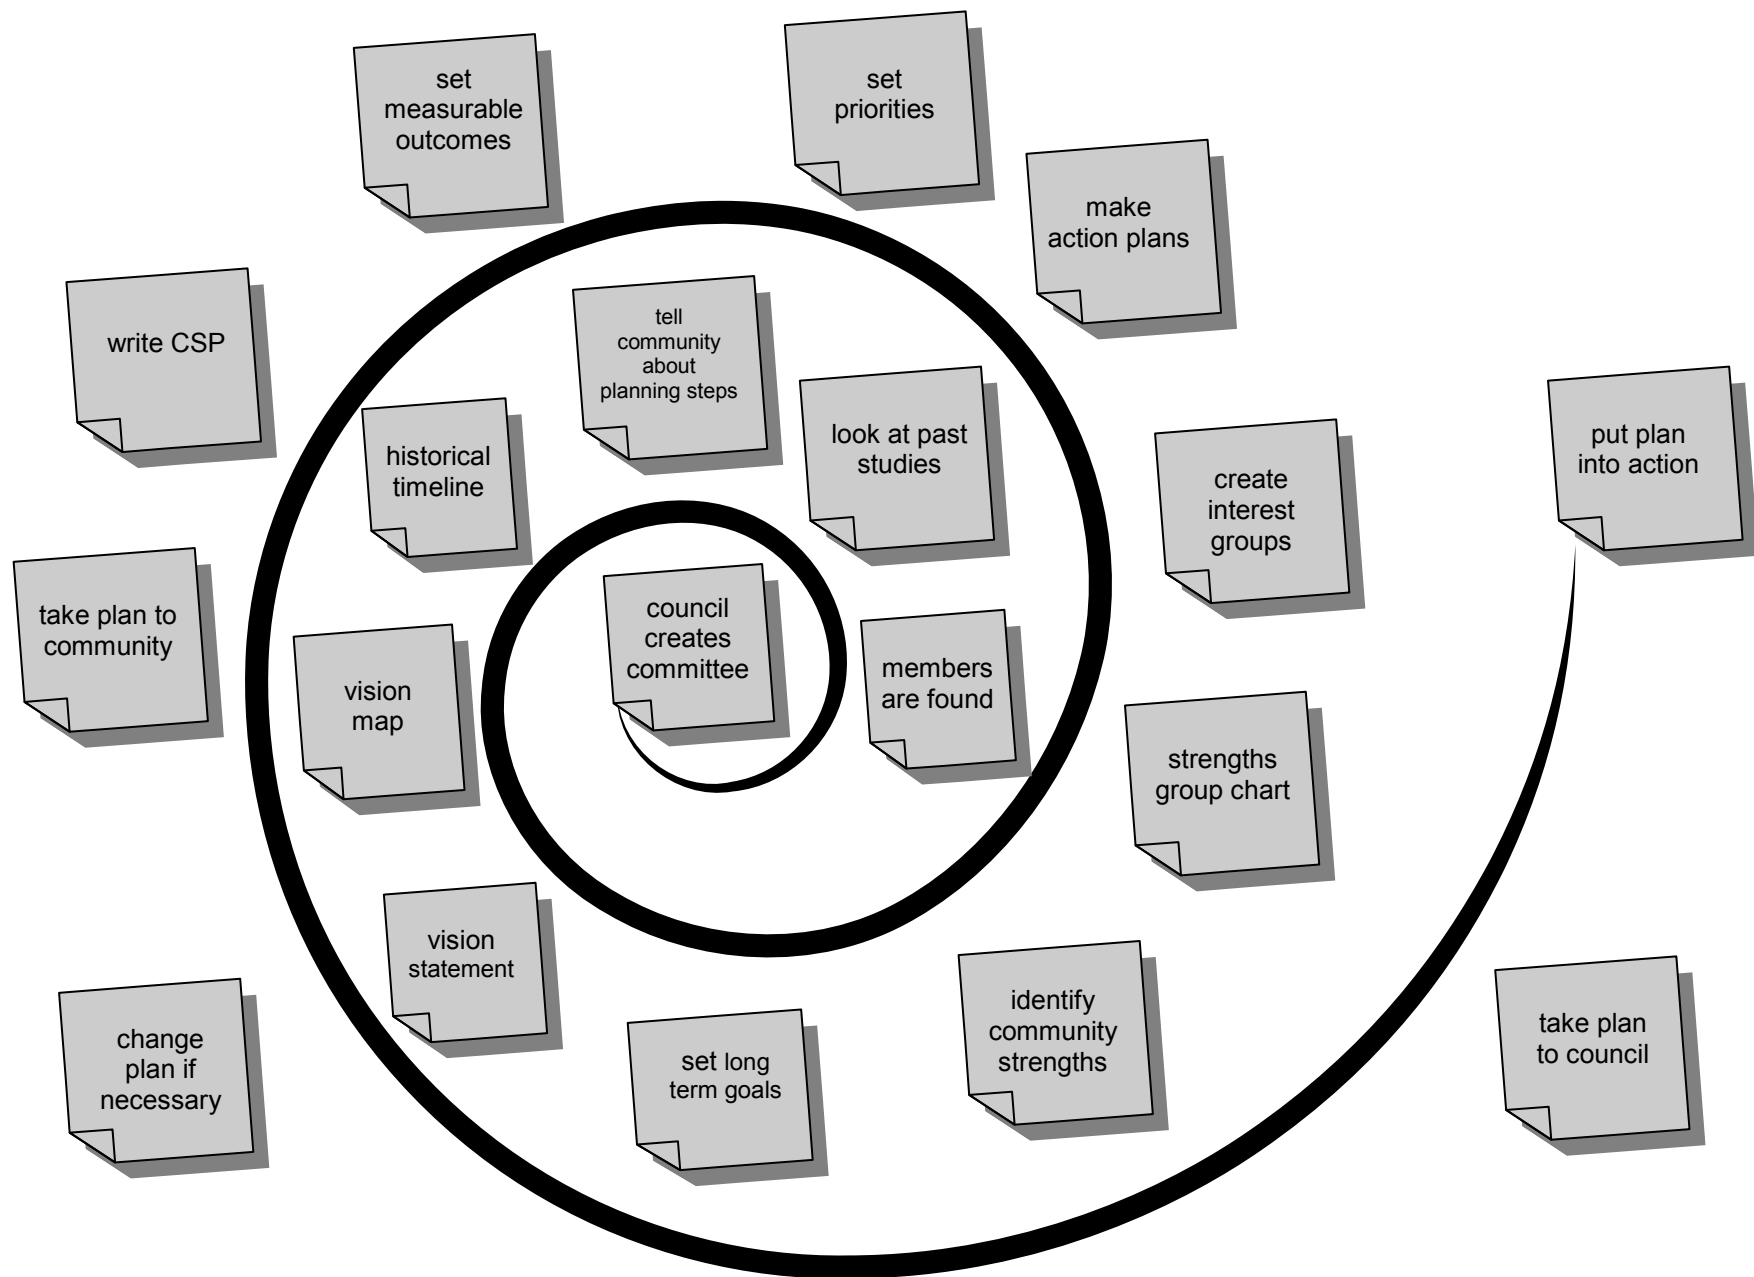 set
measurable
outcomes
set
priorities
make
action plans
write CSP
tell
community
about
planning steps
look at past
studies
historical
timeline
put plan
into action
create
interest
groups
take plan to
community
council
creates
committee
members
are found
vision
map
strengths
group chart
vision
statement
identify
community
strengths
set long
term goals
change
plan if
necessary
take plan
to council